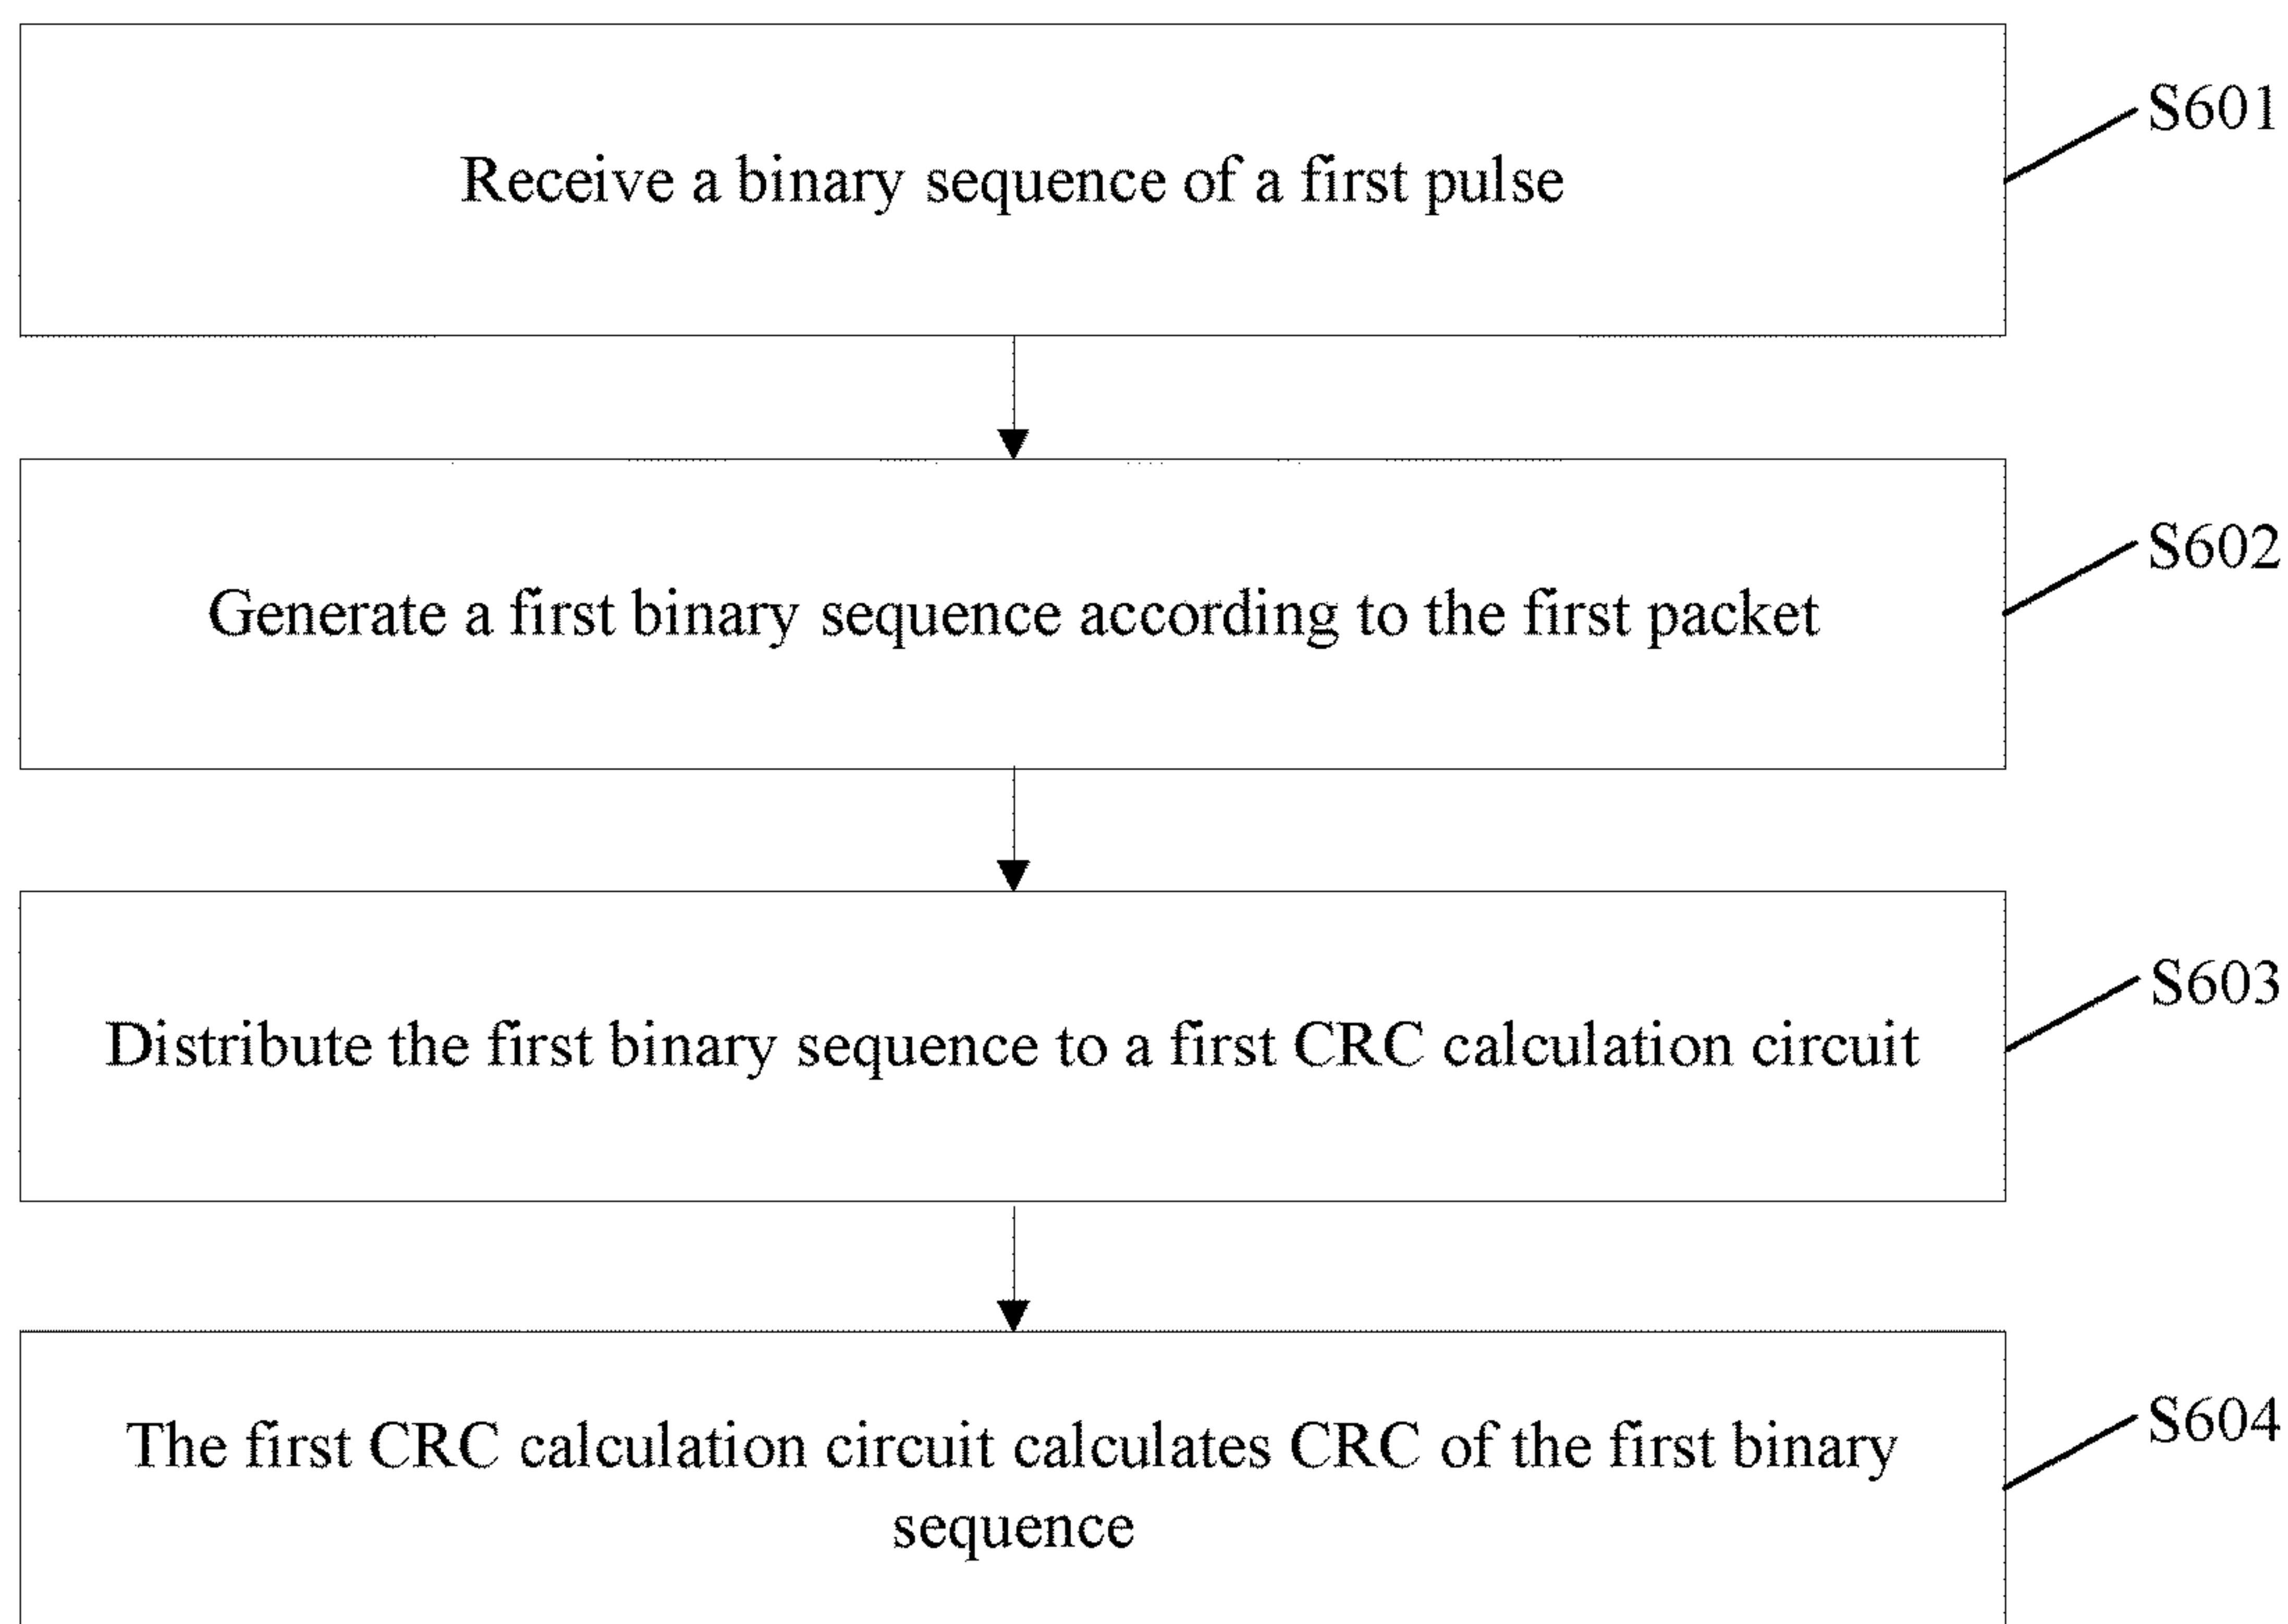 Receive a binary sequence of a first pulse
S601
Generate a first binary sequence according to the first packet
S602
Distribute the first binary sequence to a first CRC calculation circuit
S603
The first CRC calculation circuit calculates CRC of the first binary
sequence
S604